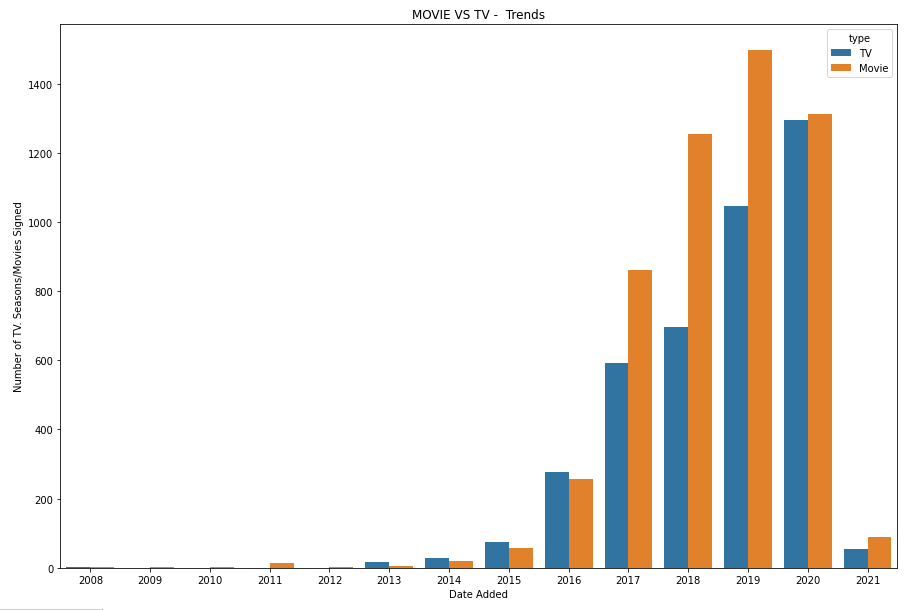 MOVIE VS TV -  Trends
type
TV
Movie
Number of TV. Seasons/Movies Signed
1400
1200
1000
800
600
400
200
0
2008 2009 2010 2011 2012 2013 2014 2015 2016 2017 2018 2019 2020 2021
Date Added